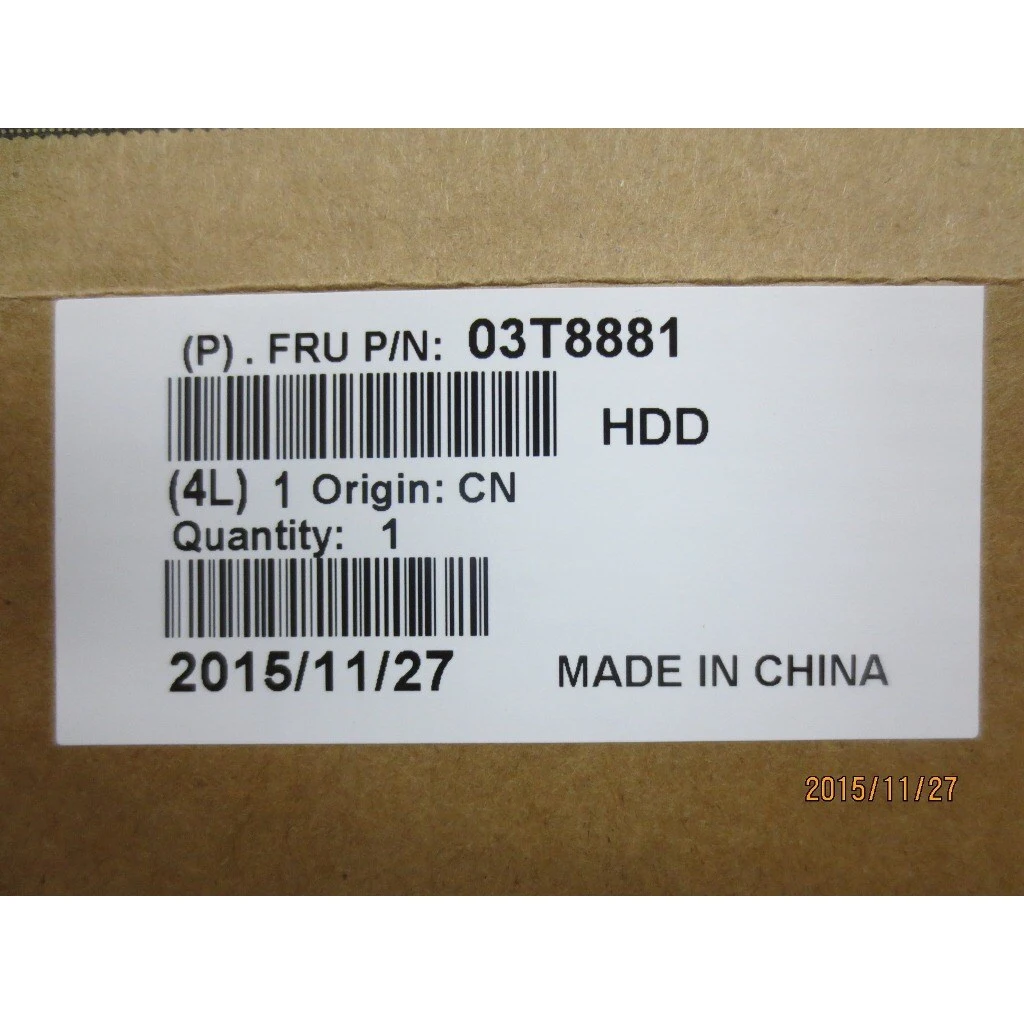 (P) . FRU P/N: 03T8881
HDD
(4L) 1 Origin: CN
Quantity: 1
2015/11/27 MADE IN CHINA
2015/11/27